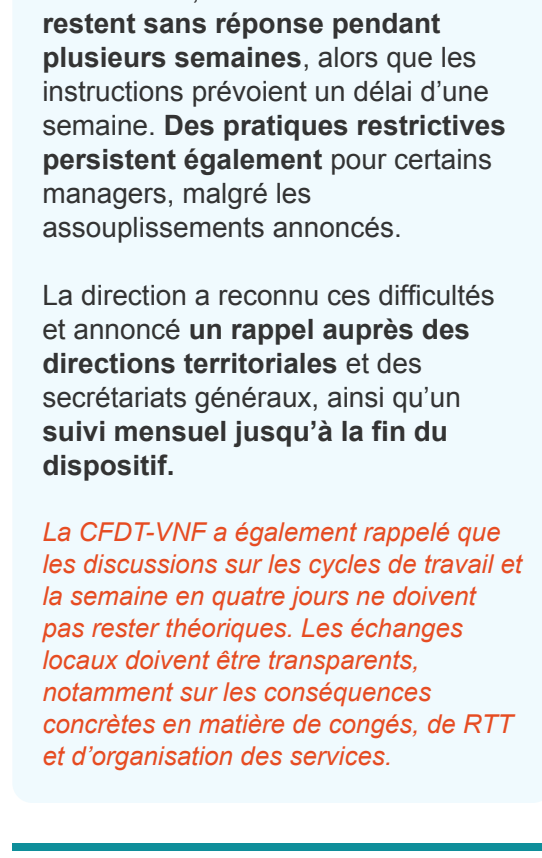 restent sans réponse pendant
plusieurs semaines, alors que les
instructions prévoient un délai d’une
semaine. Des pratiques restrictives
persistent également pour certains
managers, malgré les
assouplissements annoncés.
La direction a reconnu ces difficultés
et annoncé un rappel auprès des
directions territoriales et des
secrétariats généraux, ainsi qu’un
suivi mensuel jusqu’à la fin du
dispositif.
La CFDT-VNF a également rappelé que
les discussions sur les cycles de travail et
la semaine en quatre jours ne doivent
pas rester théoriques. Les échanges
locaux doivent être transparents,
notamment sur les conséquences
concrètes en matière de congés, de RTT
et d’organisation des services.